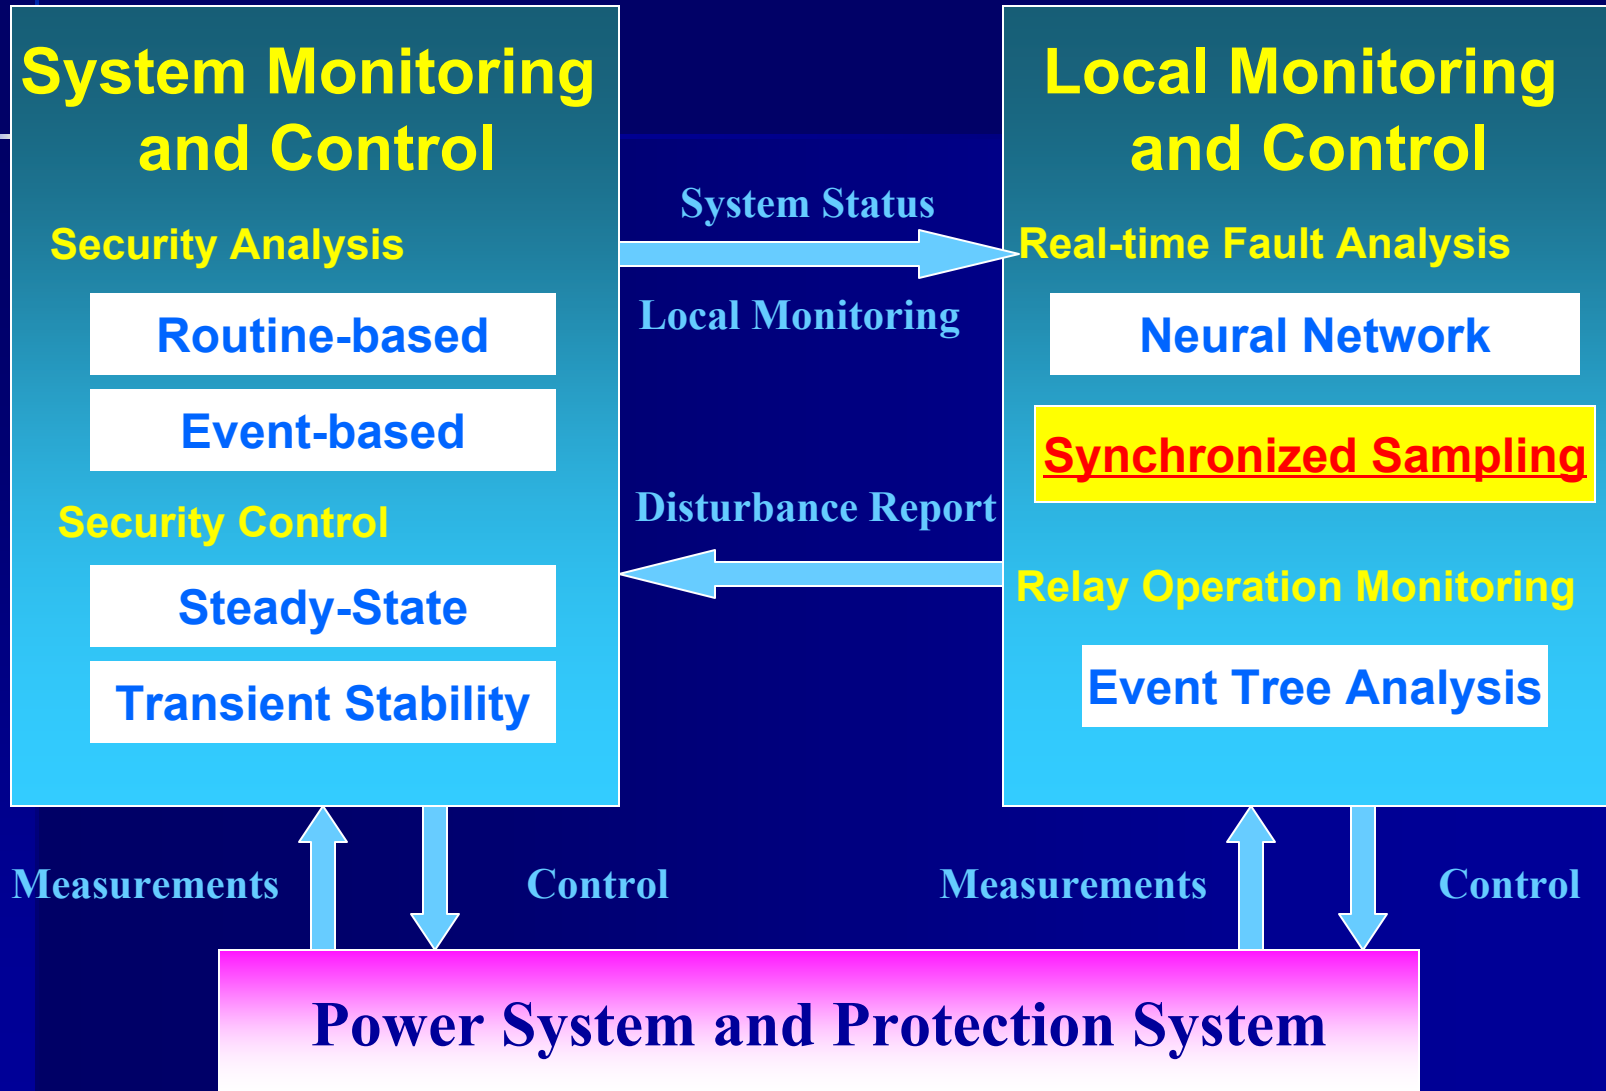 System Monitoring
and Control
Security Analysis
Routine-based
Event-based
Security Control
Steady-State
Transient Stability
System Status
Local Monitoring
Disturbance Report
Local Monitoring
and Control
Real-time Fault Analysis
Neural Network
Synchronized Sampling
Relay Operation Monitoring
Event Tree Analysis
Measurements
Control
Measurements
Control
Power System and Protection System